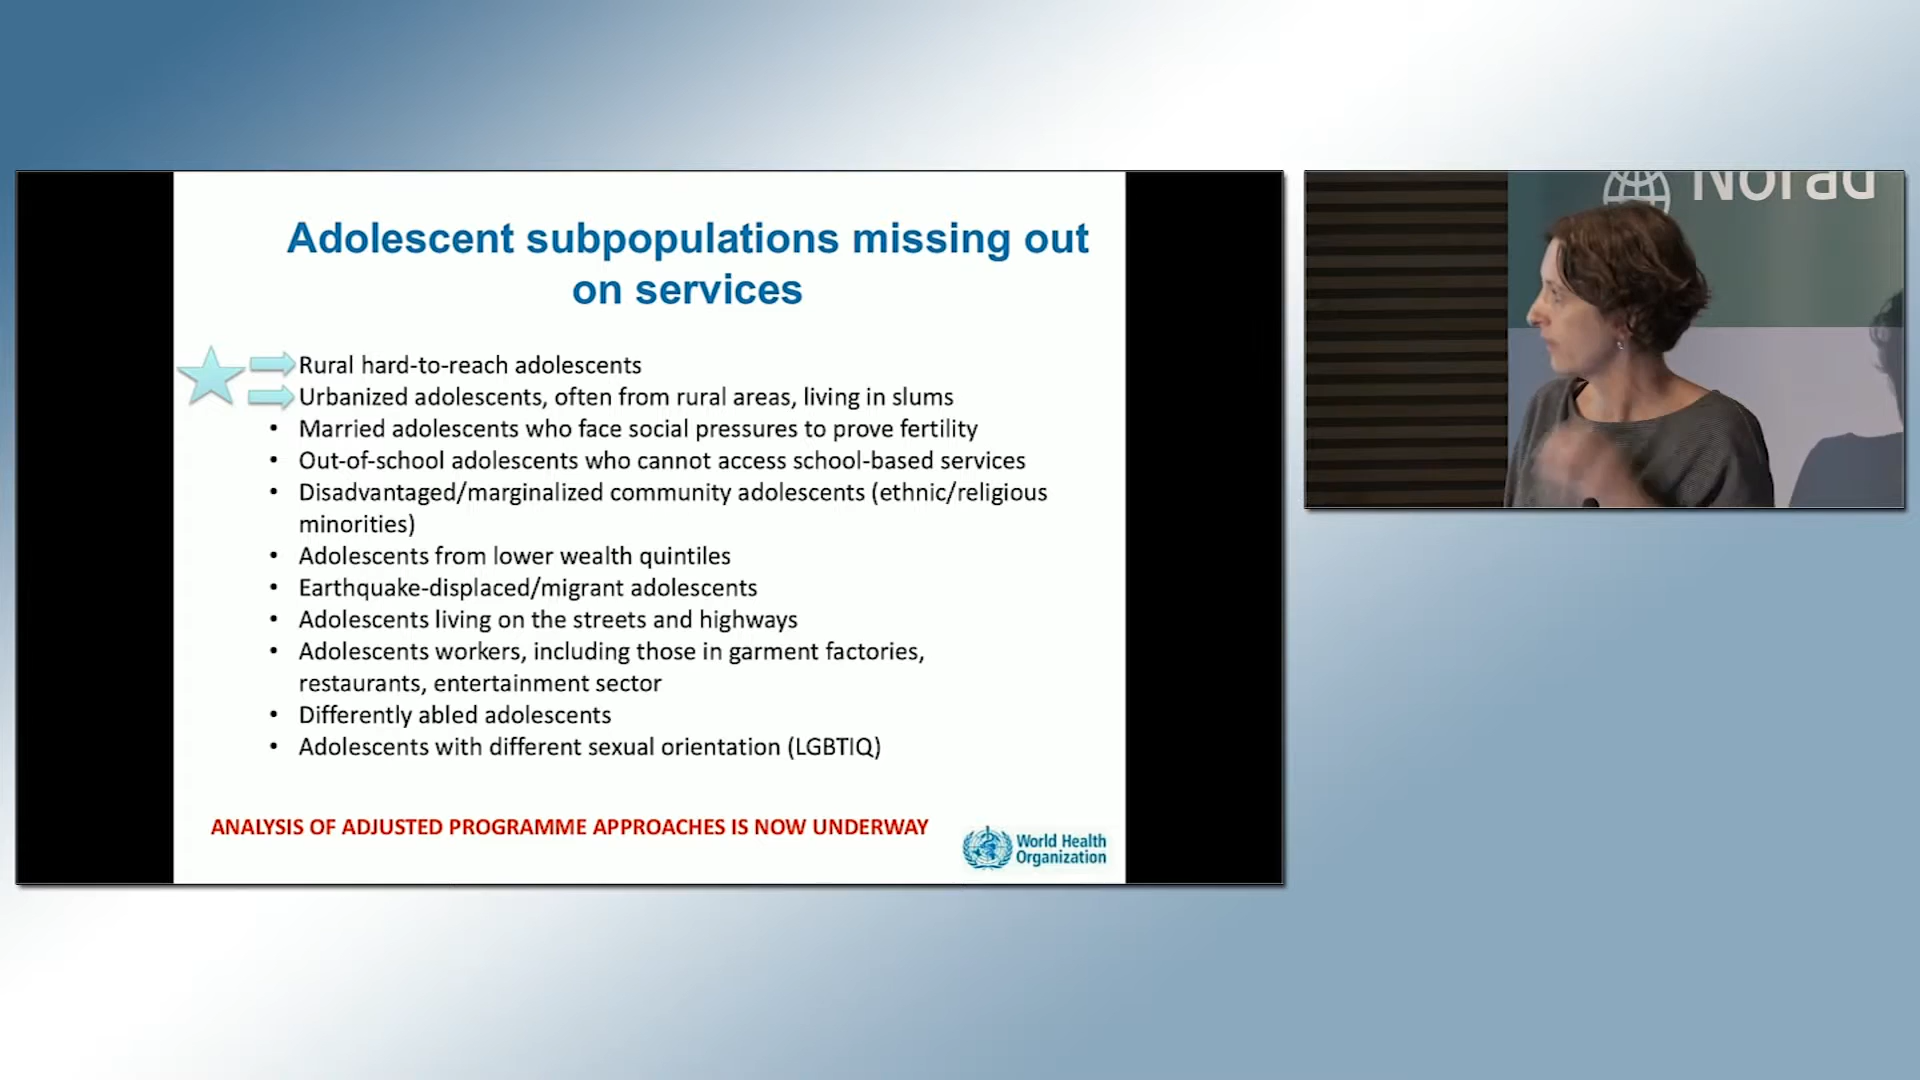 Adolescent subpopulations missing out
on services
Rural hard-to-reach adolescents
Urbanized adolescents, often from rural areas, living in slums
• Married adolescents who face social pressures to prove fertility
• Out-of-school adolescents who cannot access school-based services
• Disadvantaged/marginalized community adolescents (ethnic/religious
minorities)
• Adolescents from lower wealth quintiles
• Earthquake-displaced/migrant adolescents
• Adolescents living on the streets and highways
• Adolescents workers, including those in garment factories,
restaurants, entertainment sector
• Differently abled adolescents
• Adolescents with different sexual orientation (LGBTIQ)
ANALYSIS OF ADJUSTED PROGRAMME APPROACHES IS NOW UNDERWAY
World Health
Organization
Norad